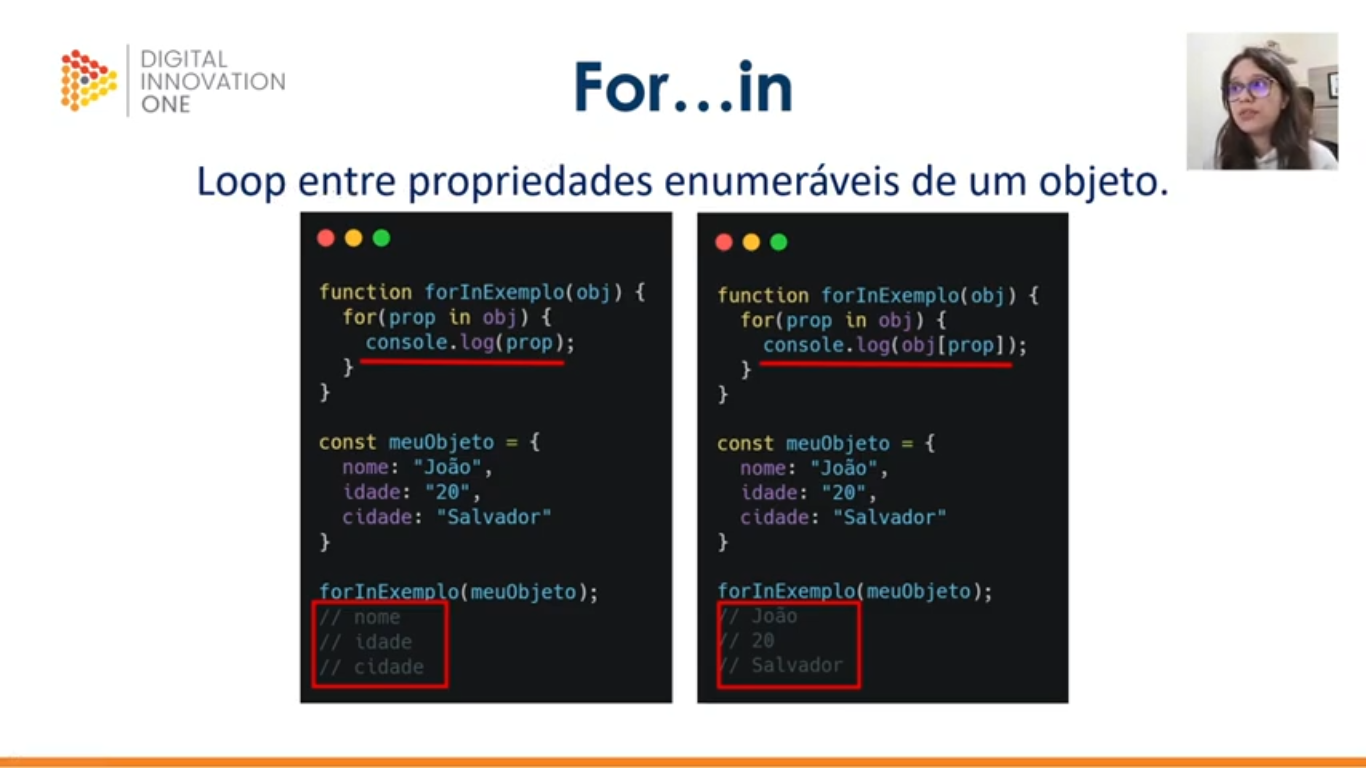 DIGITAL
INNOVATION
ONE
For...in
Loop entre propriedades enumeráveis de um objeto.
function forInExemplo(obj) {
for(prop in obj) {
console.log(prop);
}
}
const meuObjeto = {
nome: "João",
idade: "20",
cidade: "Salvador"
}
forInExemplo(meuObjeto);
// nome
// idade
// cidade
function forInExemplo(obj) {
for(prop in obj) {
console.log(obj[prop]);
}
}
const meuObjeto = {
nome: "João",
idade: "20",
cidade: "Salvador"
}
forInExemplo(meuObjeto);
// João
// 20
// Salvador